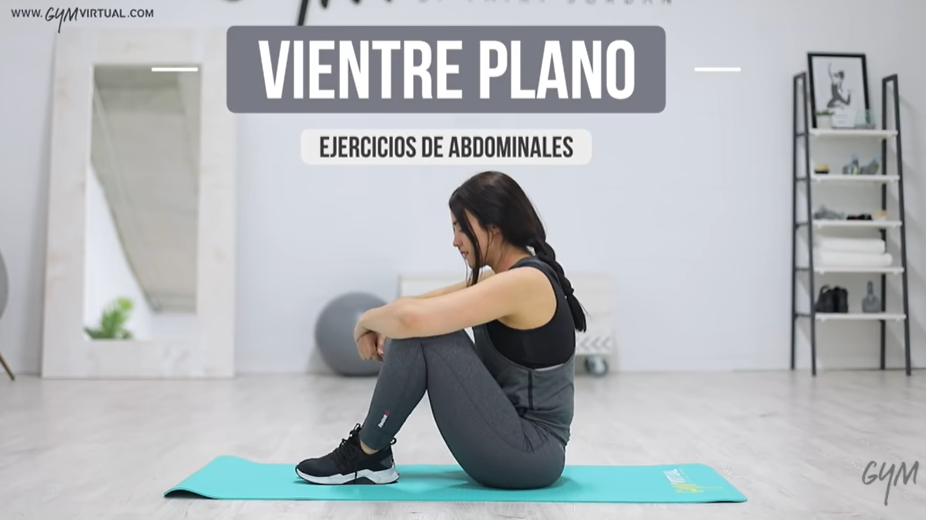 WWW. GYMVIRTUAL.COM
VIENTRE PLANO
EJERCICIOS DE ABDOMINALES
GYM